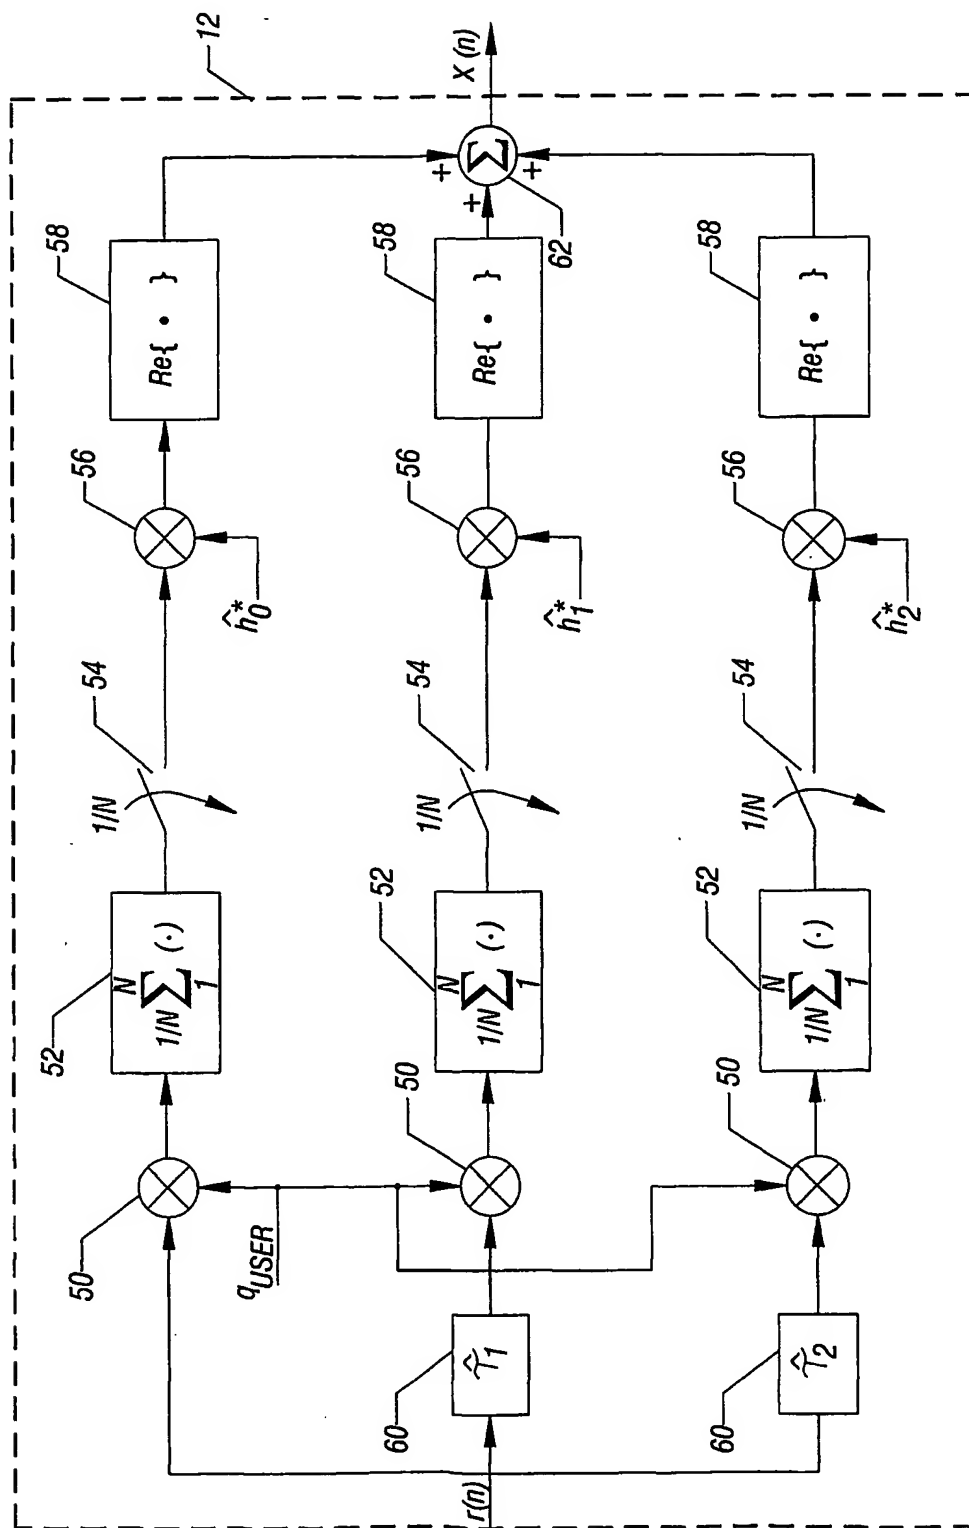 12
50
52
1/N N Σ 1 (·)
1/N
54
56
ĥ*0
58
Re{ • }
qUSER
r(n)
60
τ̂1
50
52
1/N N Σ 1 (·)
1/N
54
56
ĥ*1
58
Re{ • }
+
+
+
Σ
62
X (n)
60
τ̂2
50
52
1/N N Σ 1 (·)
1/N
54
56
ĥ*2
58
Re{ • }